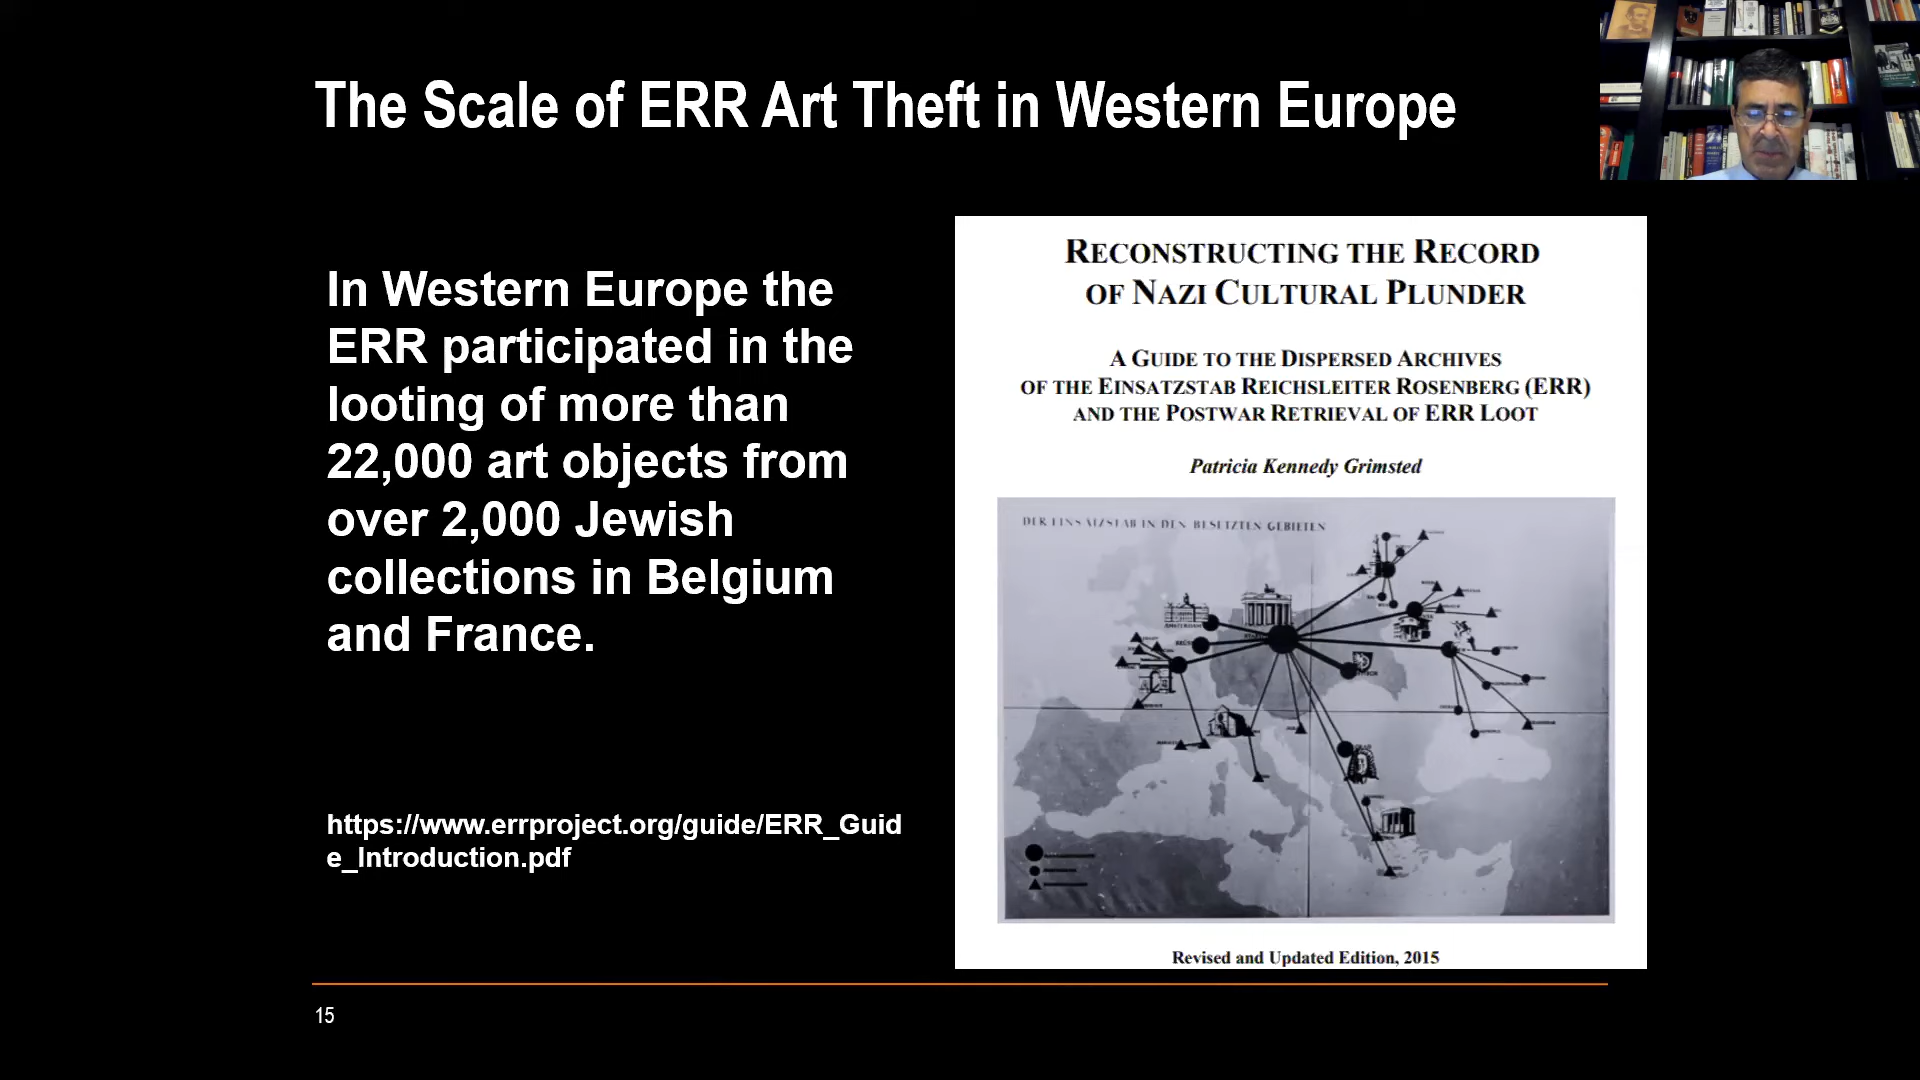 The Scale of ERR Art Theft in Western Europe
In Western Europe the
ERR participated in the
looting of more than
22,000 art objects from
over 2,000 Jewish
collections in Belgium
and France.
https://www.errproject.org/guide/ERR_Guid
e_Introduction.pdf
RECONSTRUCTING THE RECORD
OF NAZI CULTURAL PLUNDER
A GUIDE TO THE DISPERSED ARCHIVES
OF THE EINSATZSTAB REICHSLEITER ROSENBERG (ERR)
AND THE POSTWAR RETRIEVAL OF ERR LOOT
Patricia Kennedy Grimsted
DER EINSATZSTAB IN DEN BESETZTEN GEBIETEN
AMSTERDAM
Revised and Updated Edition, 2015
15